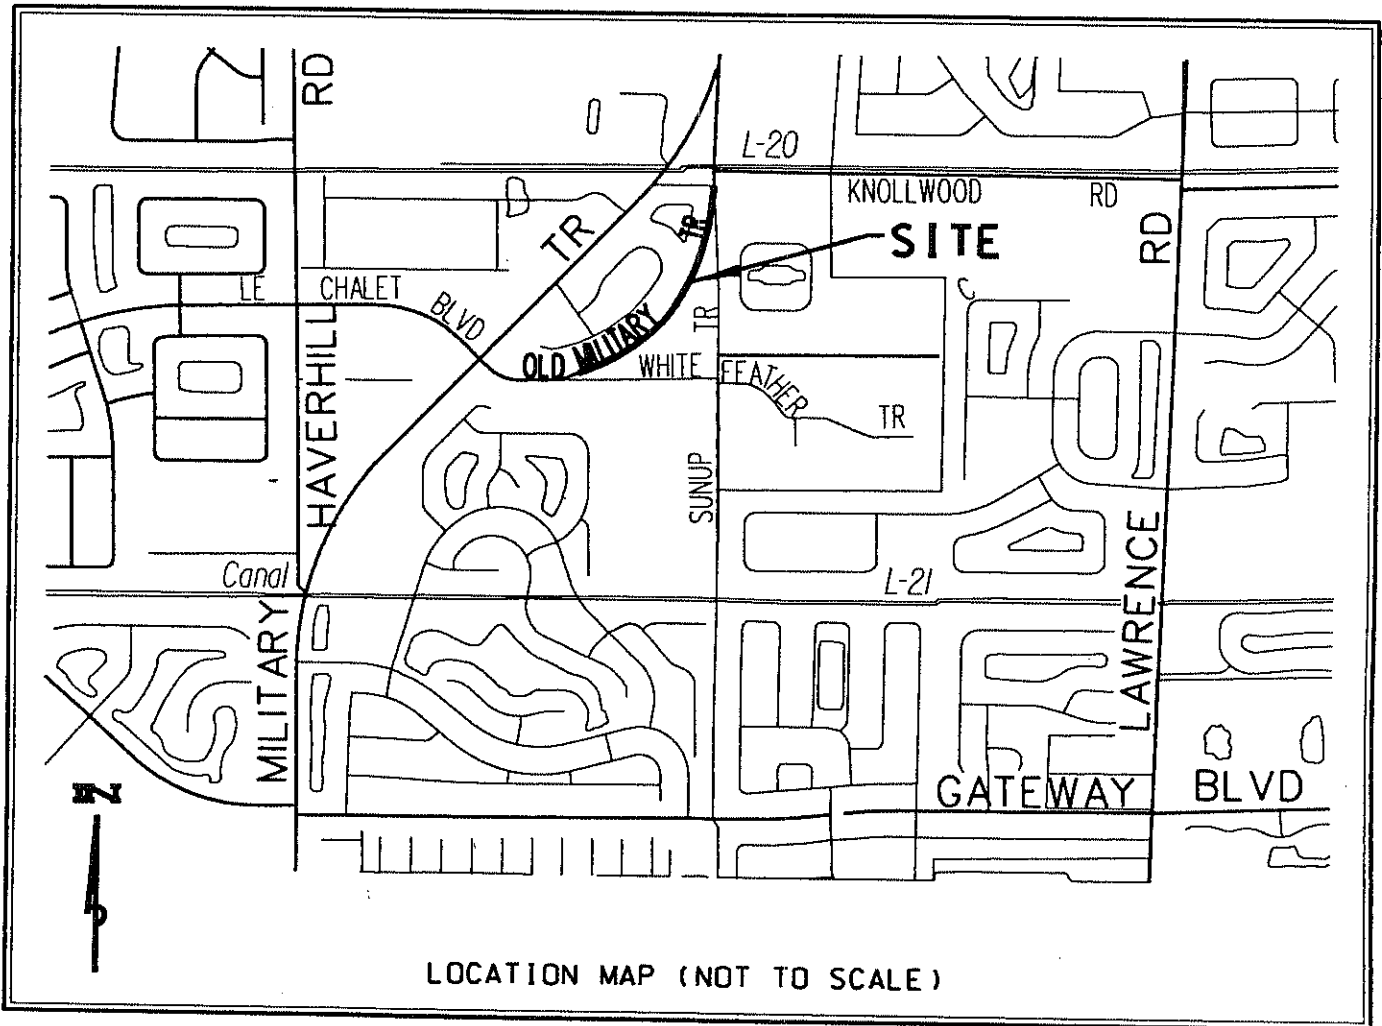 RD
L-20
KNOLLWOOD RD
SITE
TR
TR
RD
LE CHALET BLVD
OLD MILITARY
TR
WHITE FEATHER TR
HAVERHILL
SUNUP
LAWRENCE
Canal
L-21
MILITARY
GATEWAY BLVD
N
LOCATION MAP (NOT TO SCALE)